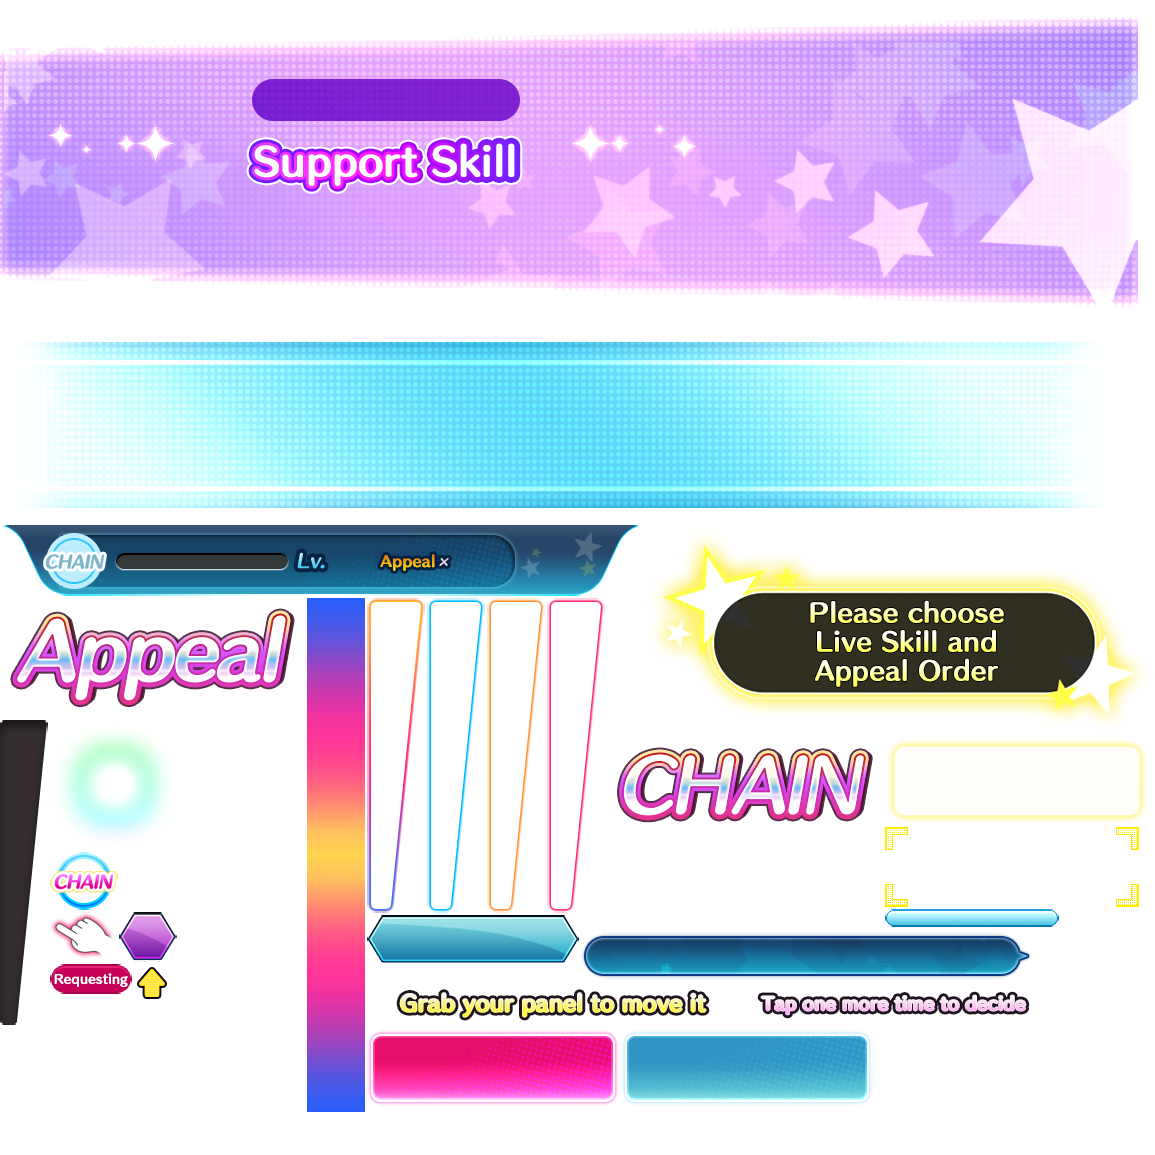 Support Skill
CHAIN
Lv.
Appeal×
Appeal
Please choose
Live Skill and
Appeal Order
CHAIN
CHAIN
Requesting
Grab your panel to move it
Tap one more time to decide